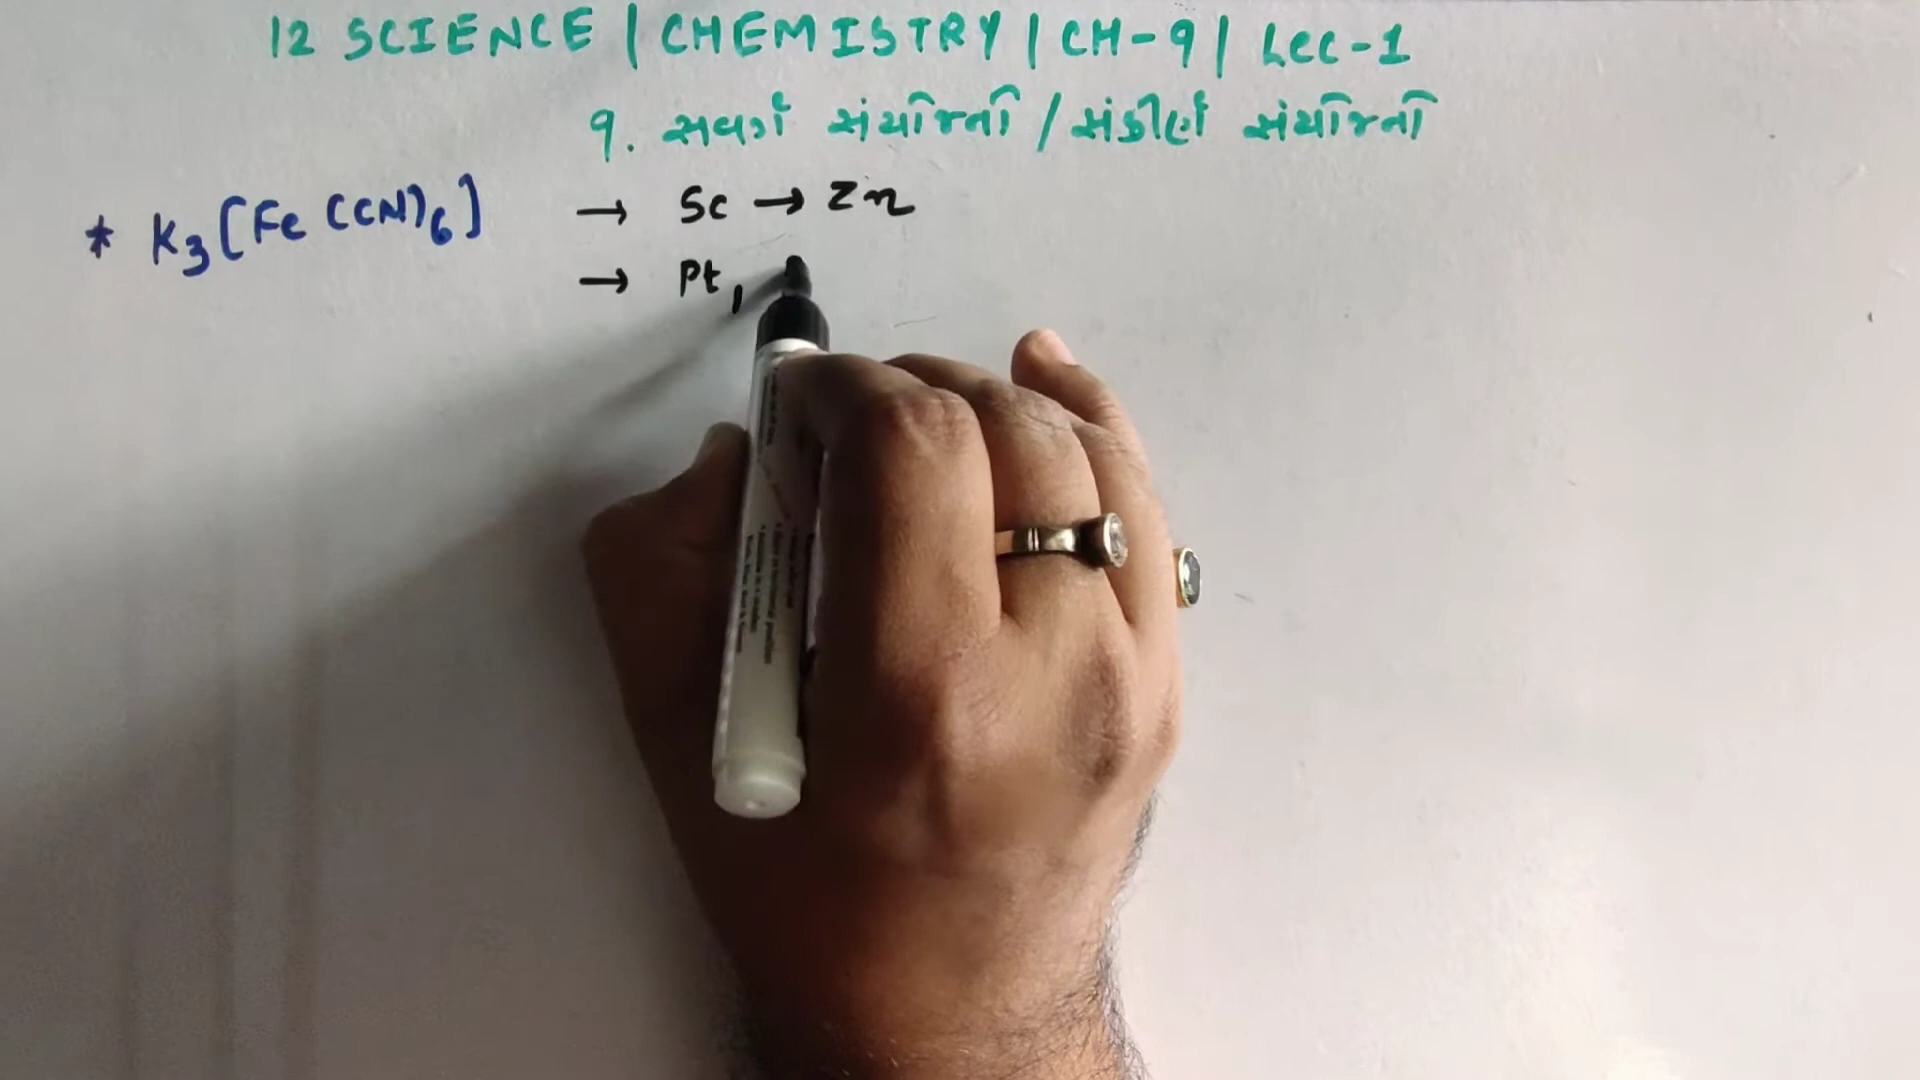 12 SCIENCE | CHEMISTRY | CH-9 | Lec-1
9. સવર્ગ સંયોજનો / સંકીર્ણ સંયોજનો
* K3[Fe(CN)6] → Sc → Zn
→ Pt,